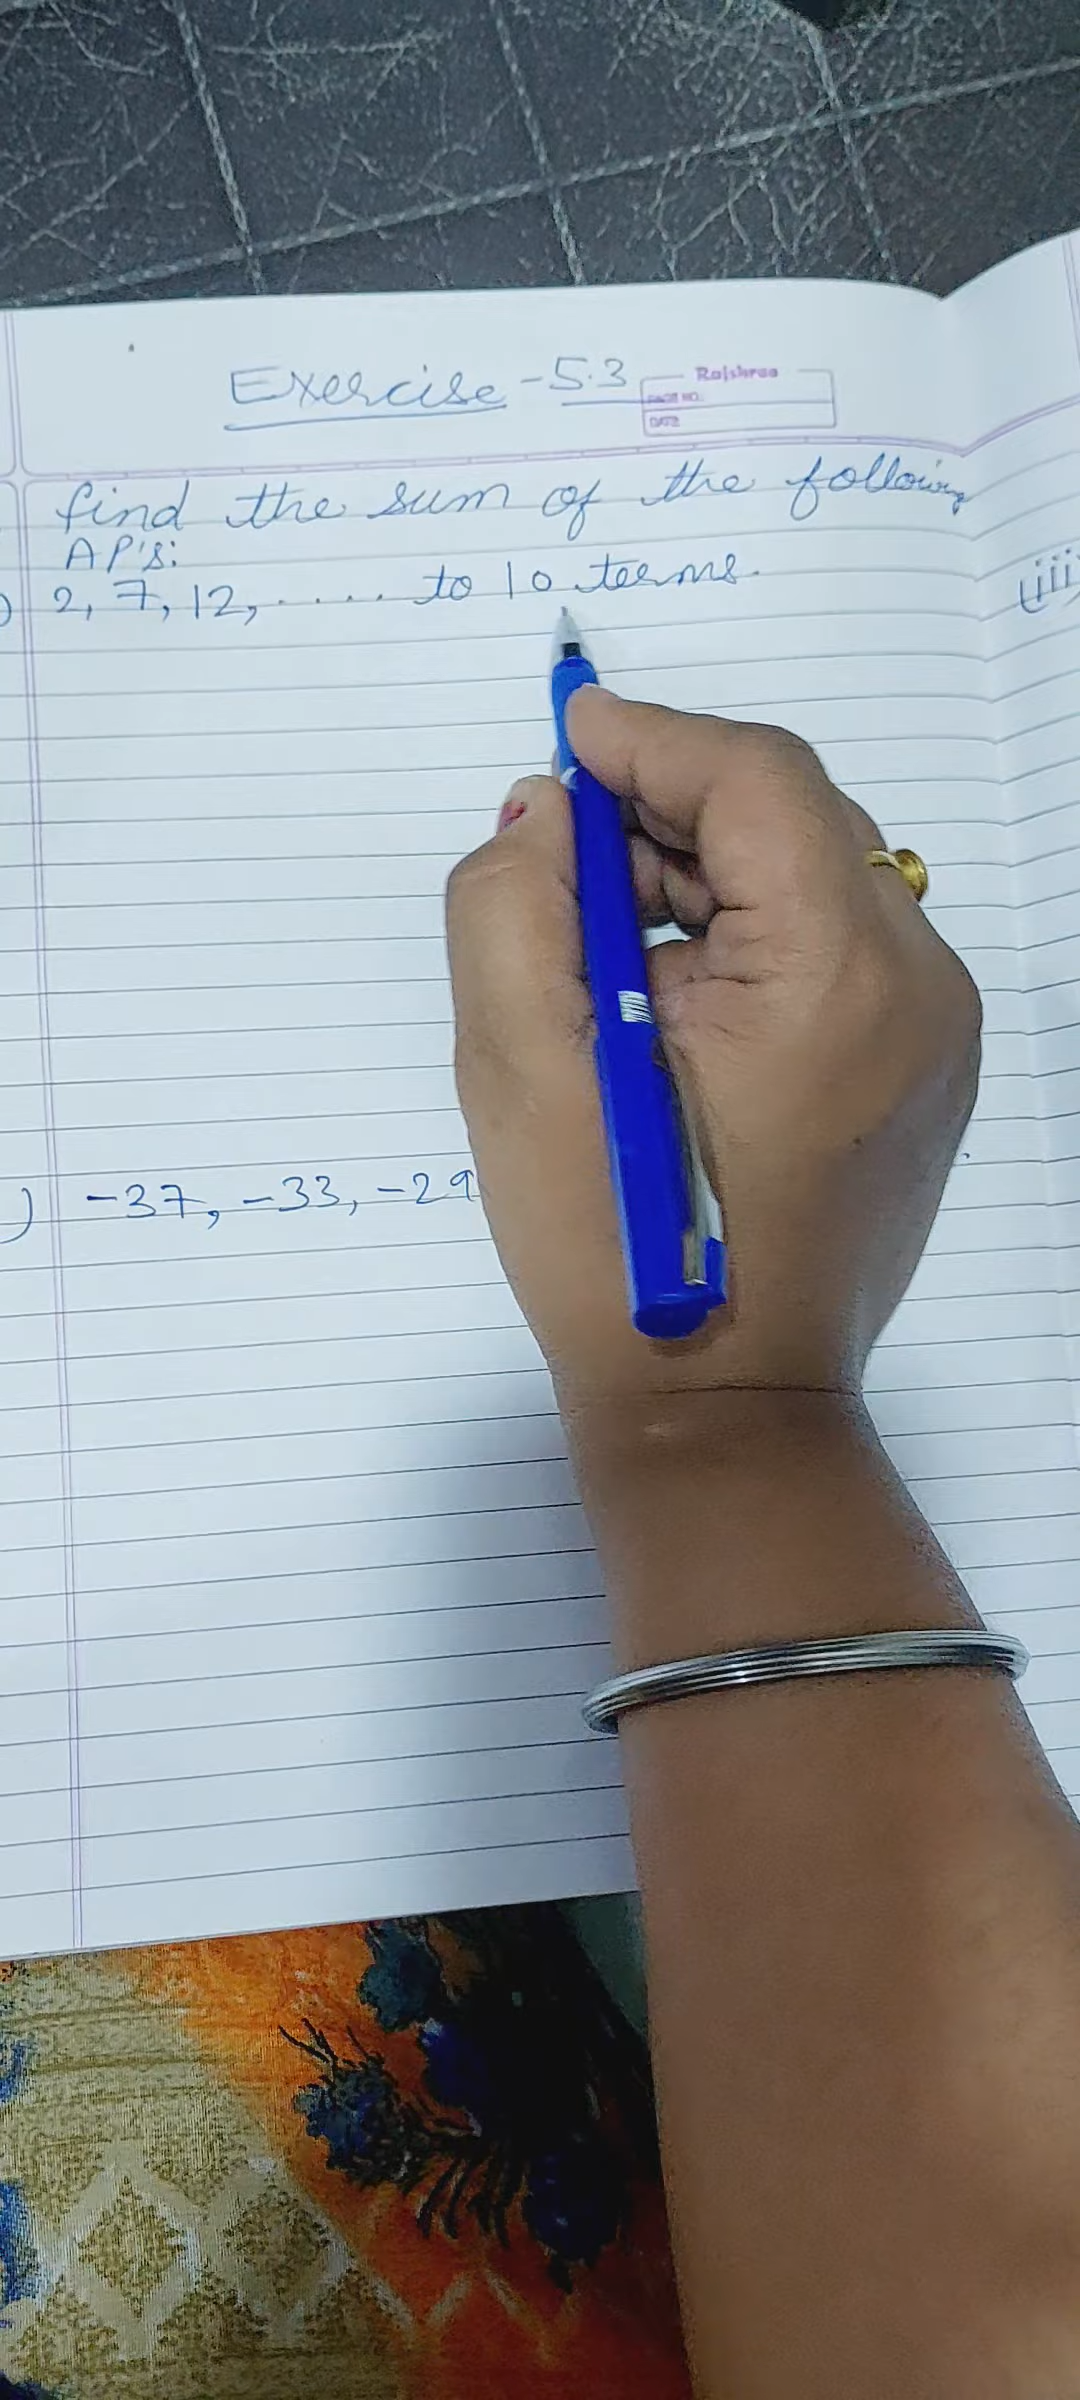 Exercise - 5.3
Rajshree
PAGE NO.
DATE
find the sum of the following
AP's:
) 2, 7, 12, ..... to 10 terms.
iii)
) -37, -33, -29